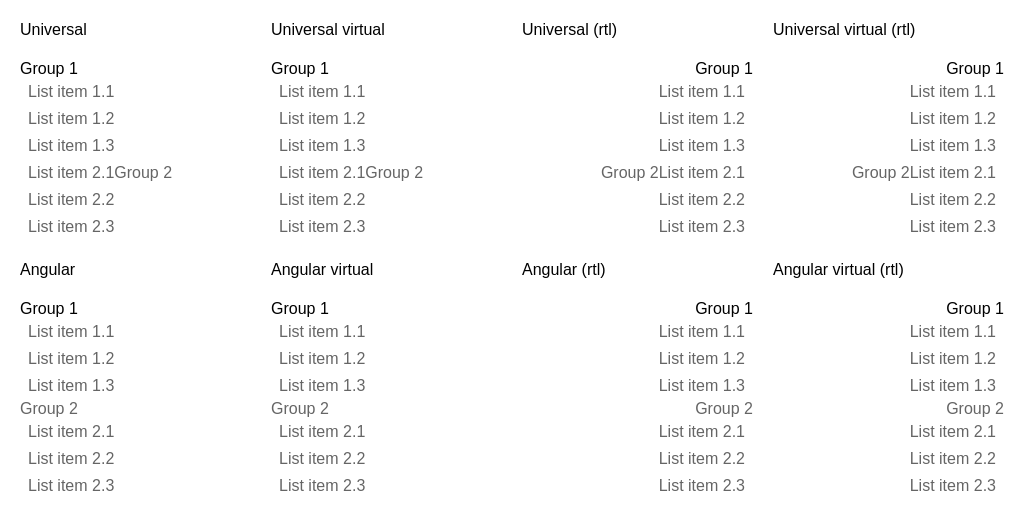 Universal
Group 1
List item 1.1
List item 1.2
List item 1.3
List item 2.1Group 2
List item 2.2
List item 2.3
Universal virtual
Group 1
List item 1.1
List item 1.2
List item 1.3
List item 2.1Group 2
List item 2.2
List item 2.3
Universal (rtl)
Group 1
List item 1.1
List item 1.2
List item 1.3
Group 2List item 2.1
List item 2.2
List item 2.3
Universal virtual (rtl)
Group 1
List item 1.1
List item 1.2
List item 1.3
Group 2List item 2.1
List item 2.2
List item 2.3
Angular
Group 1
List item 1.1
List item 1.2
List item 1.3
Group 2
List item 2.1
List item 2.2
List item 2.3
Angular virtual
Group 1
List item 1.1
List item 1.2
List item 1.3
Group 2
List item 2.1
List item 2.2
List item 2.3
Angular (rtl)
Group 1
List item 1.1
List item 1.2
List item 1.3
Group 2
List item 2.1
List item 2.2
List item 2.3
Angular virtual (rtl)
Group 1
List item 1.1
List item 1.2
List item 1.3
Group 2
List item 2.1
List item 2.2
List item 2.3